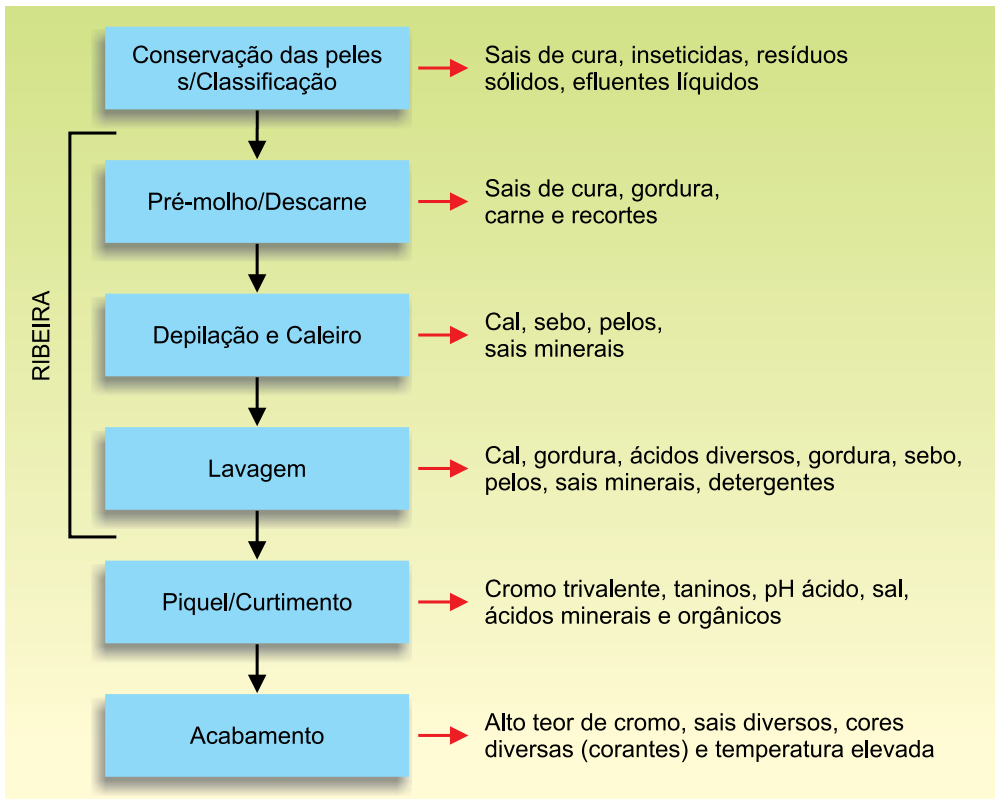 Conservação das peles
s/Classificação
Sais de cura, inseticidas, resíduos
sólidos, efluentes líquidos
RIBEIRA
Pré-molho/Descarne
Sais de cura, gordura,
carne e recortes
Depilação e Caleiro
Cal, sebo, pelos,
sais minerais
Lavagem
Cal, gordura, ácidos diversos, gordura, sebo,
pelos, sais minerais, detergentes
Piquel/Curtimento
Cromo trivalente, taninos, pH ácido, sal,
ácidos minerais e orgânicos
Acabamento
Alto teor de cromo, sais diversos, cores
diversas (corantes) e temperatura elevada